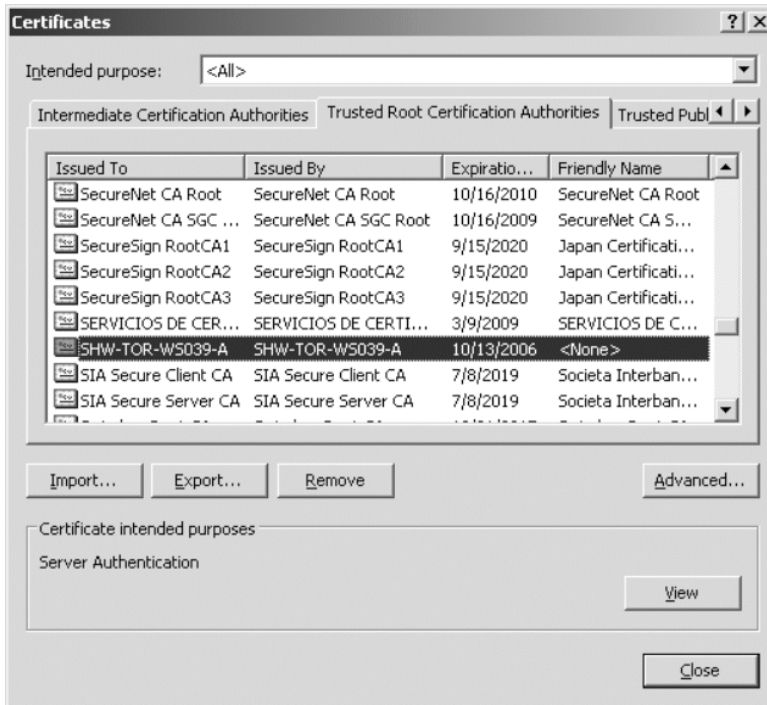 Certificates
Intended purpose: <All>
Intermediate Certification Authorities Trusted Root Certification Authorities Trusted Publ
Issued To Issued By Expiratio... Friendly Name
SecureNet CA Root SecureNet CA Root 10/16/2010 SecureNet CA Root
SecureNet CA SGC ... SecureNet CA SGC Root 10/16/2009 SecureNet CA S...
SecureSign RootCA1 SecureSign RootCA1 9/15/2020 Japan Certificati...
SecureSign RootCA2 SecureSign RootCA2 9/15/2020 Japan Certificati...
SecureSign RootCA3 SecureSign RootCA3 9/15/2020 Japan Certificati...
SERVICIOS DE CER... SERVICIOS DE CERTI... 3/9/2009 SERVICIOS DE C...
SHW-TOR-WS039-A SHW-TOR-WS039-A 10/13/2006 <None>
SIA Secure Client CA SIA Secure Client CA 7/8/2019 Societa Interban...
SIA Secure Server CA SIA Secure Server CA 7/8/2019 Societa Interban...
Import... Export... Remove Advanced...
Certificate intended purposes
Server Authentication
View
Close